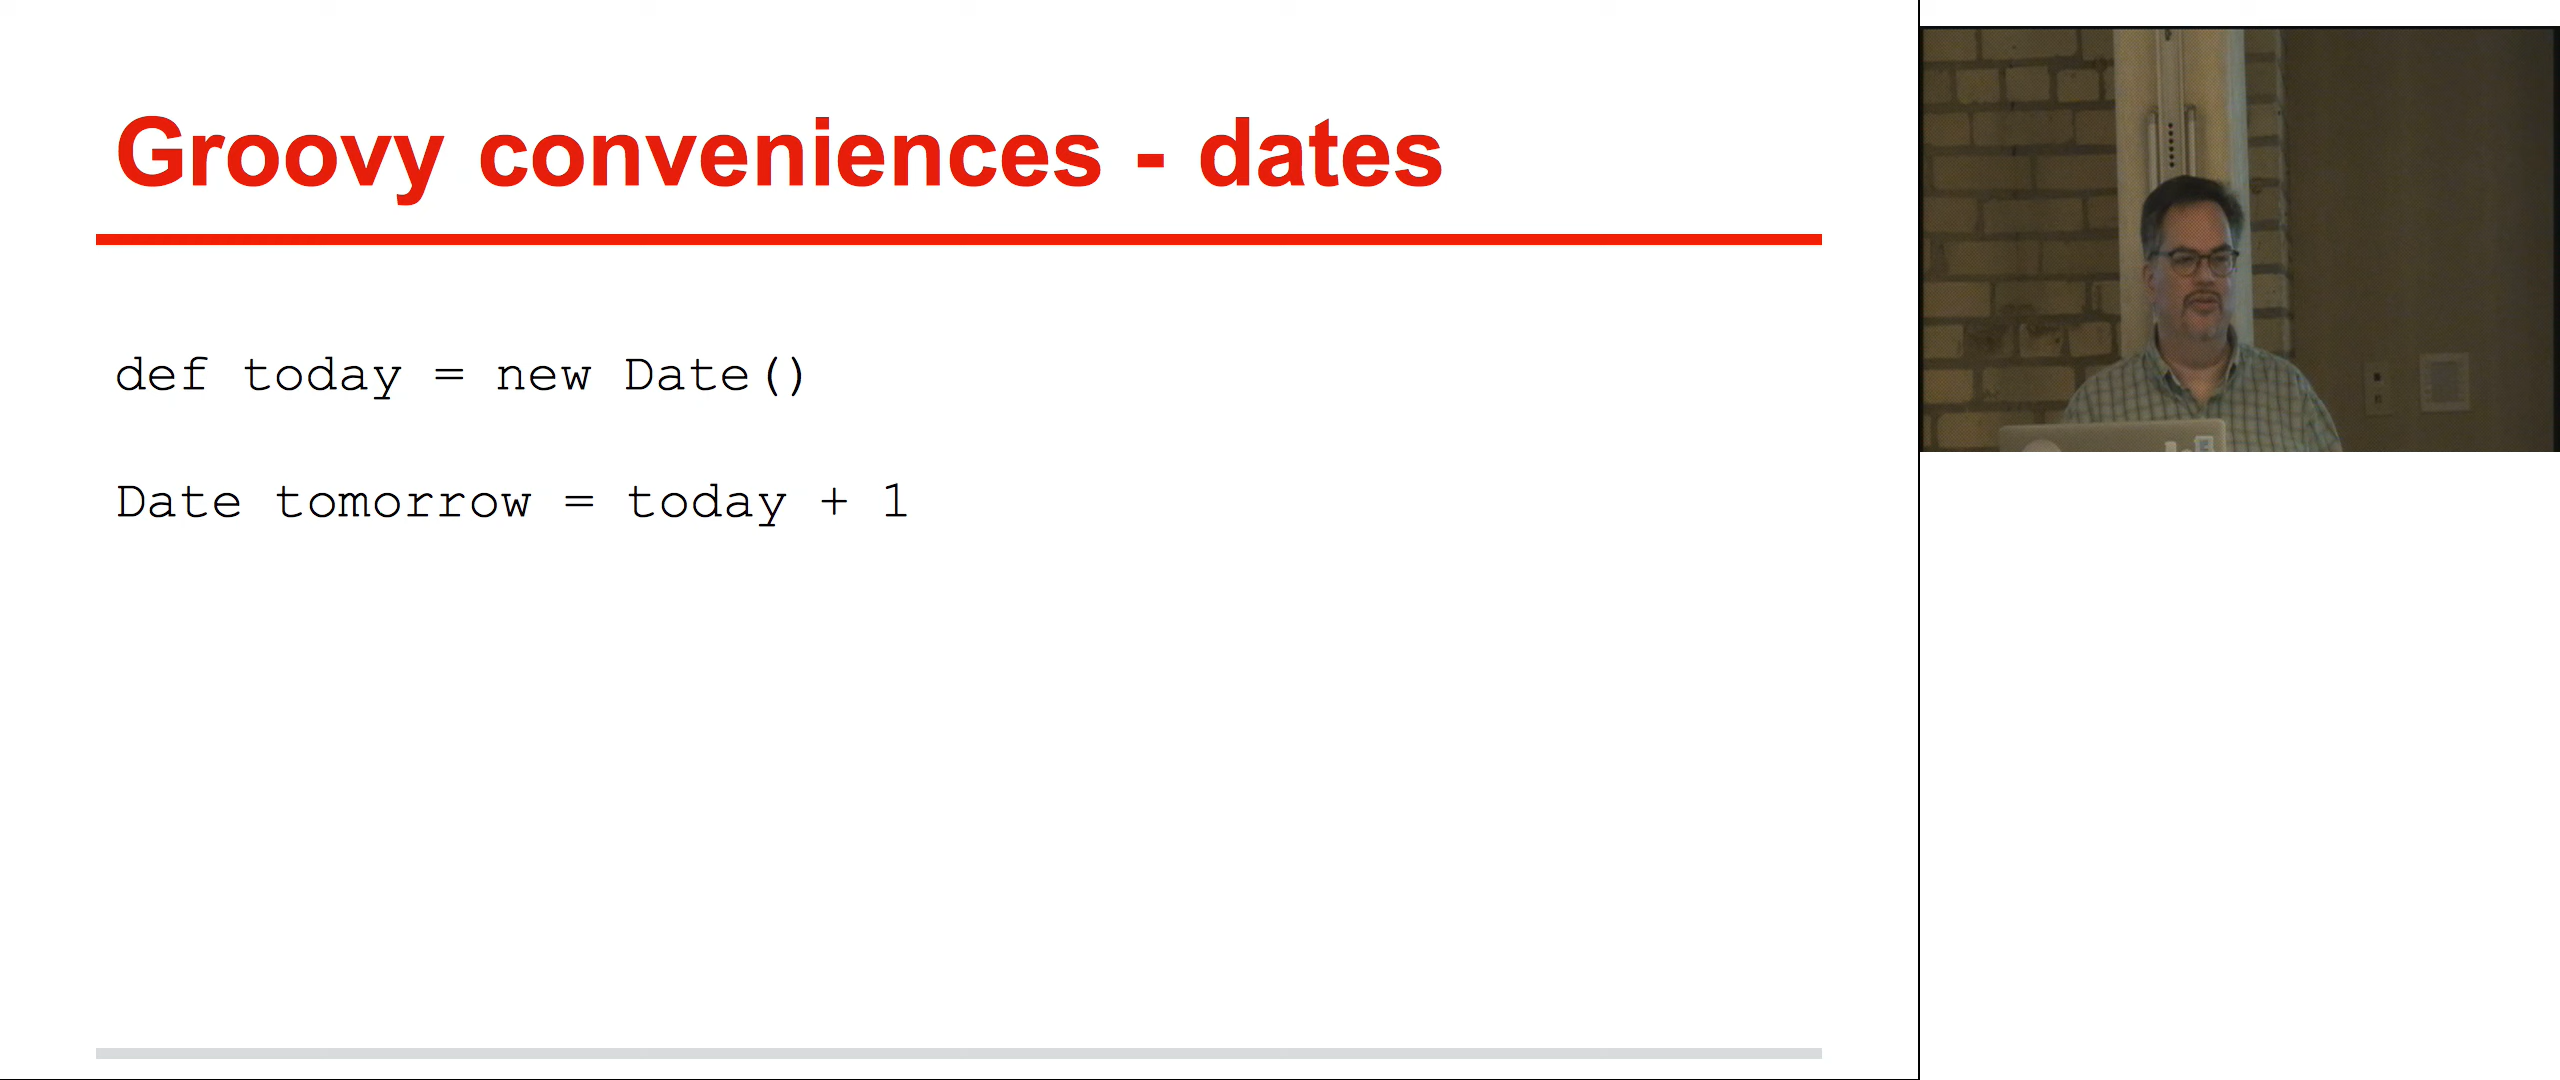 Groovy conveniences - dates
def today = new Date()
Date tomorrow = today + 1